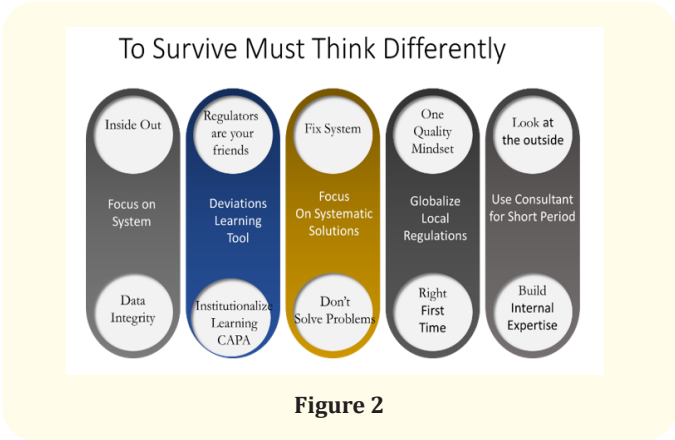 To Survive Must Think Differently
Inside Out
Focus on
System
Data
Integrity
Regulators
are your
friends
Deviations
Learning
Tool
Institutionalize
Learning
CAPA
Fix System
Focus
On Systematic
Solutions
Don't
Solve Problems
One
Quality
Mindset
Globalize
Local
Regulations
Right
First
Time
Look at
the outside
Use Consultant
for Short Period
Build
Internal
Expertise
Figure 2